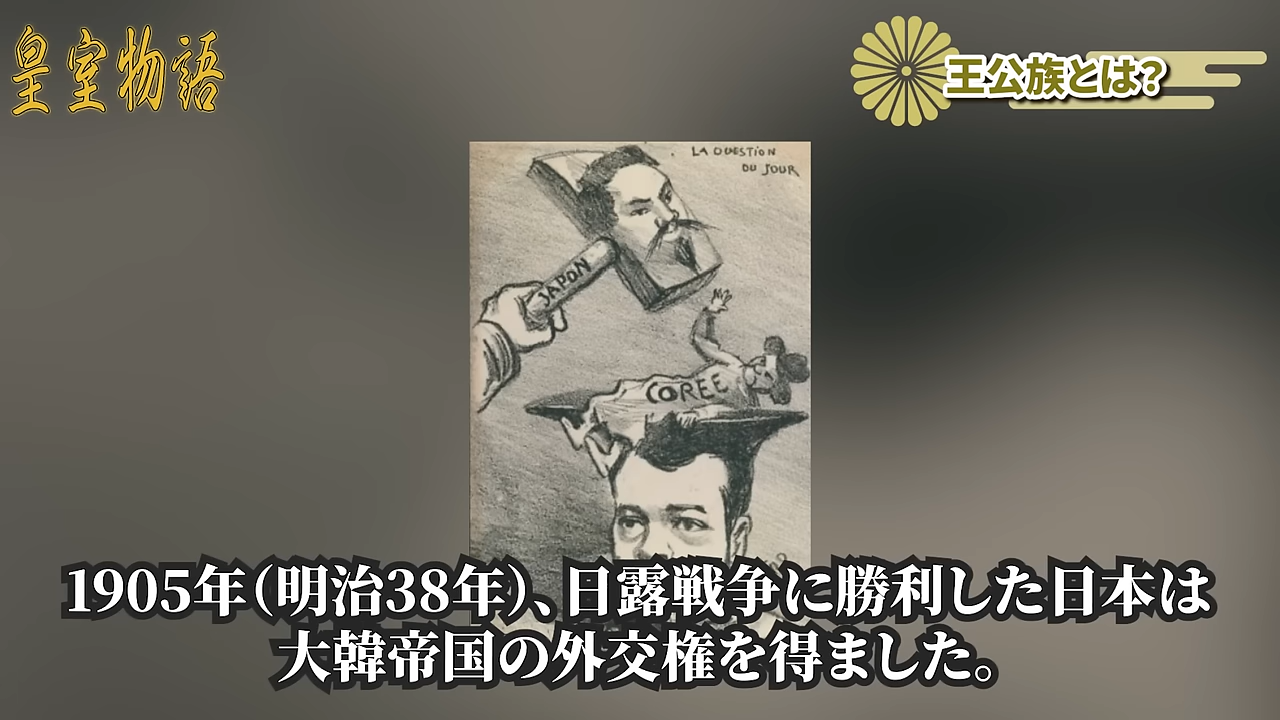 皇室物語
王公族とは?
LA QUESTION
DU JOUR
JAPON
COREE
1905年(明治38年)、日露戦争に勝利した日本は
大韓帝国の外交権を得ました。